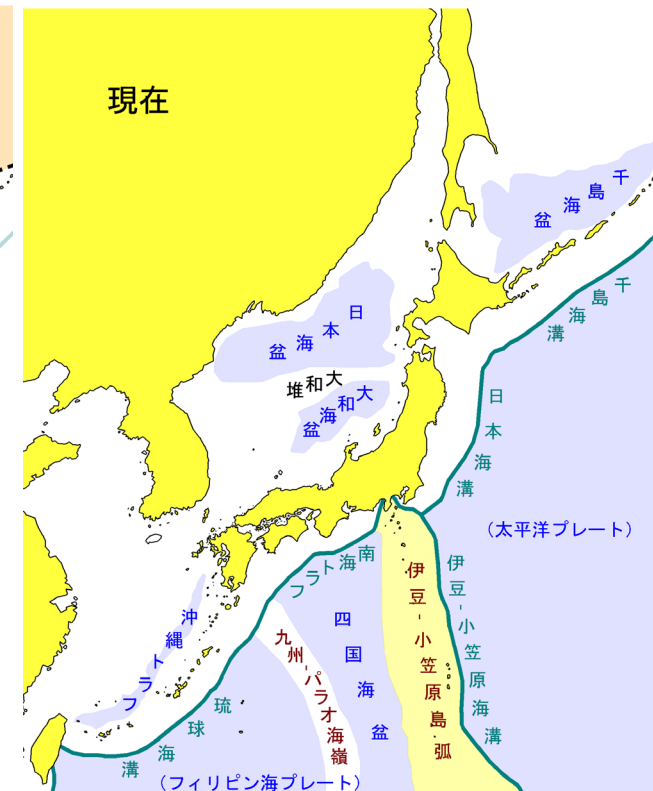 現在
千島海盆
千島海溝
日本海盆
大和堆
大和海盆
日本海溝
(太平洋プレート)
伊豆-小笠原海溝
伊豆-小笠原島弧
南海トラフ
四国海盆
九州-パラオ海嶺
沖縄トラフ
琉球海溝
(フィリピン海プレート)